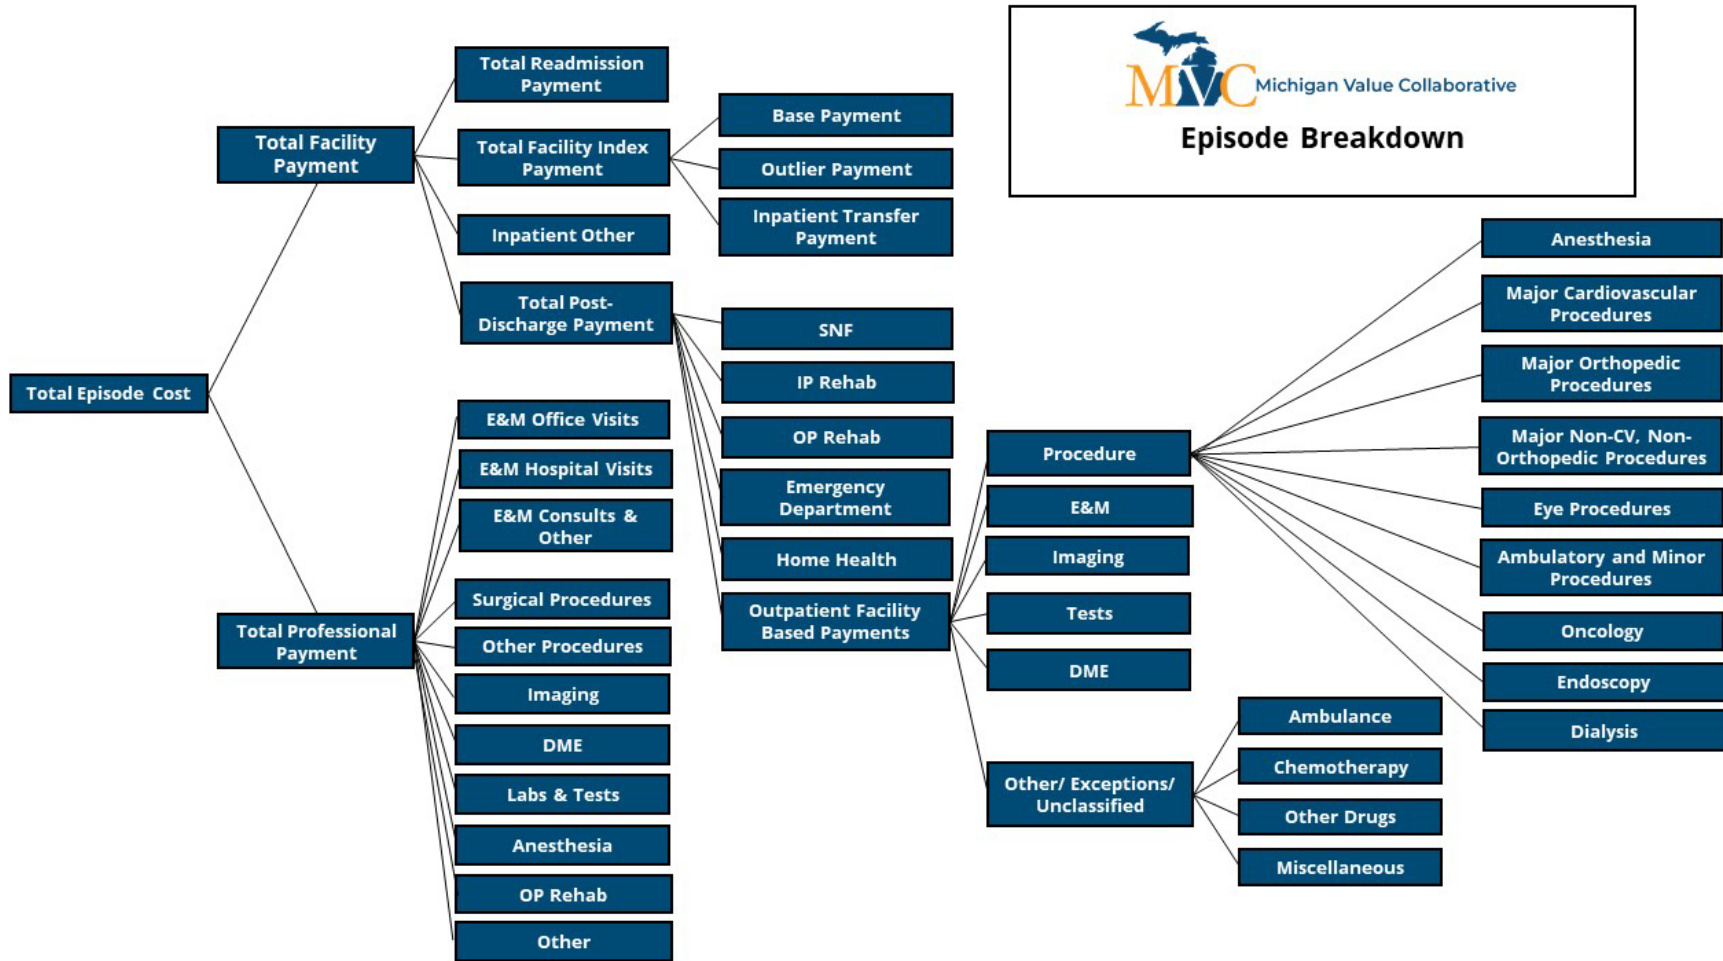 MVC Michigan Value Collaborative
Episode Breakdown
Total Episode Cost
Total Facility
Payment
Total Professional
Payment
Total Readmission
Payment
Total Facility Index
Payment
Inpatient Other
Total Post-
Discharge Payment
E&M Office Visits
E&M Hospital Visits
E&M Consults &
Other
Surgical Procedures
Other Procedures
Imaging
DME
Labs & Tests
Anesthesia
OP Rehab
Other
Base Payment
Outlier Payment
Inpatient Transfer
Payment
SNF
IP Rehab
OP Rehab
Emergency
Department
Home Health
Outpatient Facility
Based Payments
Procedure
E&M
Imaging
Tests
DME
Other/ Exceptions/
Unclassified
Ambulance
Chemotherapy
Other Drugs
Miscellaneous
Anesthesia
Major Cardiovascular
Procedures
Major Orthopedic
Procedures
Major Non-CV, Non-
Orthopedic Procedures
Eye Procedures
Ambulatory and Minor
Procedures
Oncology
Endoscopy
Dialysis